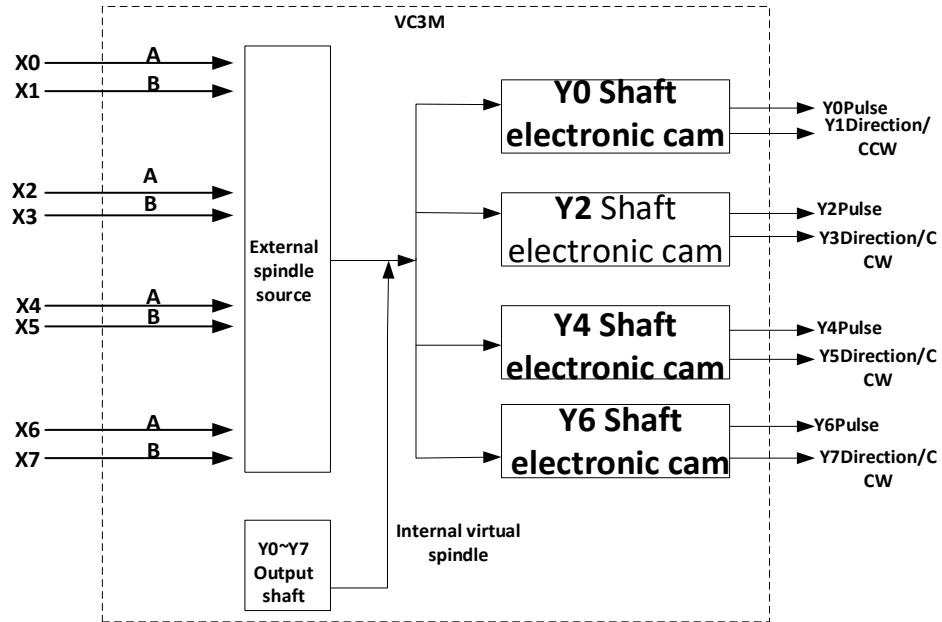 VC3M
X0
A
X1
B
X2
A
X3
B
X4
A
X5
B
X6
A
X7
B
External
spindle
source
Y0~Y7
Output
shaft
Internal virtual
spindle
Y0 Shaft
electronic cam
Y2 Shaft
electronic cam
Y4 Shaft
electronic cam
Y6 Shaft
electronic cam
Y0Pulse
Y1Direction/
CCW
Y2Pulse
Y3Direction/C
CW
Y4Pulse
Y5Direction/C
CW
Y6Pulse
Y7Direction/C
CW